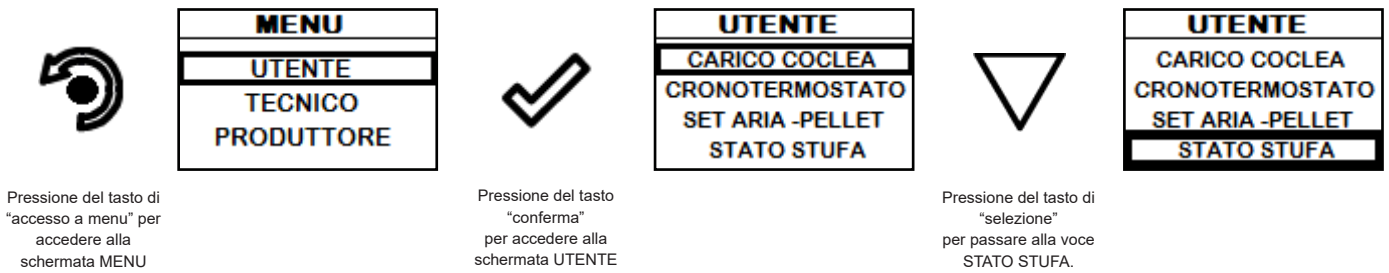 MENU
UTENTE
TECNICO
PRODUTTORE
UTENTE
CARICO COCLEA
CRONOTERMOSTATO
SET ARIA -PELLET
STATO STUFA
UTENTE
CARICO COCLEA
CRONOTERMOSTATO
SET ARIA -PELLET
STATO STUFA
Pressione del tasto di
“accesso a menu” per
accedere alla
schermata MENU
Pressione del tasto
“conferma”
per accedere alla
schermata UTENTE
Pressione del tasto di
“selezione”
per passare alla voce
STATO STUFA.